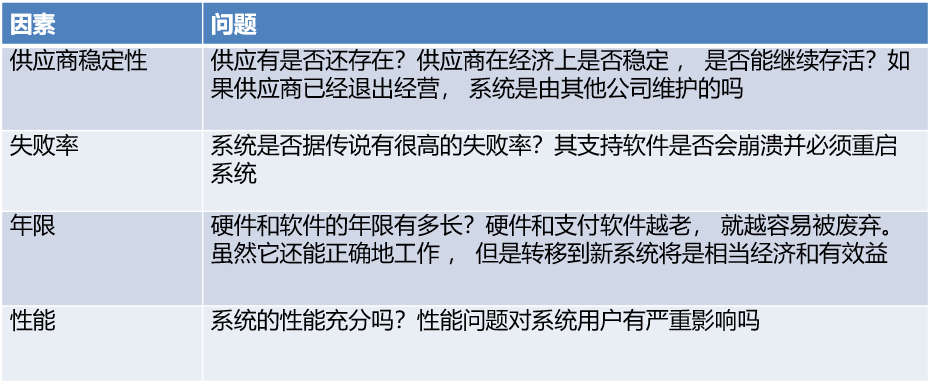 因素 问题
供应商稳定性 供应有是否还存在？供应商在经济上是否稳定 ， 是否能继续存活？如
果供应商已经退出经营， 系统是由其他公司维护的吗
失败率 系统是否据传说有很高的失败率？其支持软件是否会崩溃并必须重启
系统
年限 硬件和软件的年限有多长？硬件和支付软件越老， 就越容易被废弃。
虽然它还能正确地工作 ， 但是转移到新系统将是相当经济和有效益
性能 系统的性能充分吗？性能问题对系统用户有严重影响吗